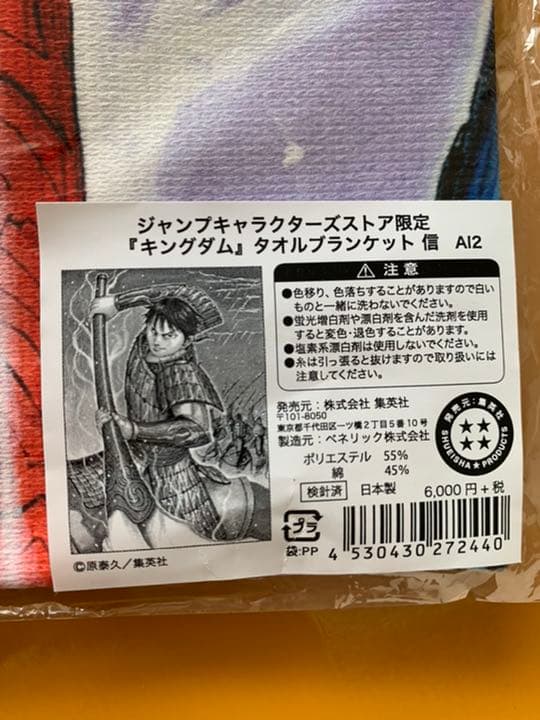 ジャンプキャラクターズストア限定
『キングダム』タオルブランケット 信 AI2
⚠ 注意
●色移り、色落ちすることがありますので白い
ものと一緒に洗わないでください。
●蛍光増白剤や漂白剤を含んだ洗剤を使用
すると変色・退色することがあります。
●塩素系漂白剤は使用しないでください。
●糸は引っ張ると抜けますので取り扱いには
注意してください。
発売元：株式会社 集英社
〒101-8050
東京都千代田区一ツ橋2丁目5番10号
製造元：ベネリック株式会社
ポリエステル 55%
綿 45%
検針済 日本製 6,000円+税
発売元：集英社
SHUEISHA★PRODUCTS
プラ
袋:PP
4 530430 272440
©原泰久／集英社